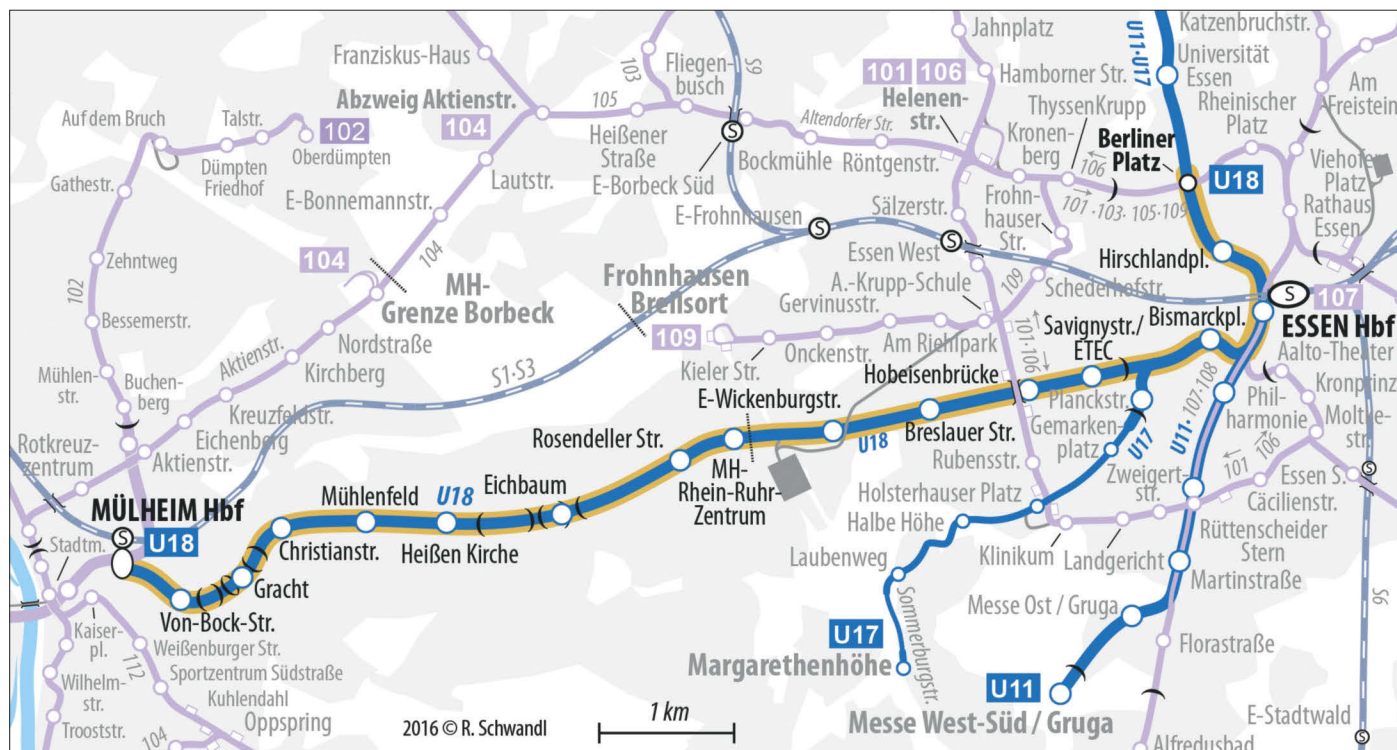 Franziskus-Haus
Abzweig Aktienstr.
104
Auf dem Bruch
Talstr.
102
Oberdümpten
Dümpten
Friedhof
Gathestr.
E-Bonnemannstr.
Lautstr.
105
103
Heißener
Straße
E-Borbeck Süd
Fliegen-
busch
S9
S
Bockmühle
Altendorfer Str.
Röntgenstr.
101
106
Helenen-
str.
Jahnplatz
Hamborner Str.
ThyssenKrupp
Kronen-
berg
106
101·103·105·109
U11·U17
Katzenbruchstr.
Universität
Essen
Rheinischer
Platz
Am
Freistein
Berliner
Platz
U18
Viehofer
Platz
Rathaus
Essen
Zehntweg
102
Bessemerstr.
104
104
MH-
Grenze Borbeck
E-Frohnhausen
S
Sälzerstr.
Essen West
S
Frohn-
hauser
Str.
Hirschlandpl.
Frohnhausen
Breilsort
109
A.-Krupp-Schule
Gervinusstr.
109
Schederhofstr.
S
107
ESSEN Hbf
Bismarckpl.
Savignystr./
ETEC
Aalto-Theater
Kronprinz
Moltke-
str.
Phil-
harmonie
Mühlen-
str.
Buchen-
berg
Aktienstr.
Nordstraße
Kirchberg
Kreuzfeldstr.
Eichenberg
Aktienstr.
S1·S3
Kieler Str.
Onckenstr.
Am Riehlpark
101·106
Hobeisenbrücke
E-Wickenburgstr.
Rosendeller Str.
U18
Breslauer Str.
Planckstr.
Gemarken-
platz
U17
U11·107·108
Rotkreuz-
zentrum
MÜLHEIM Hbf
S
U18
Stadtm.
Mühlenfeld
U18
Eichbaum
Christianstr.
Heißen Kirche
MH-
Rhein-Ruhr-
Zentrum
Rubensstr.
Zweigert-
str.
101
106
Essen S.
Cäcilienstr.
Holsterhauser Platz
Halbe Höhe
Laubenweg
Klinikum
Landgericht
Rüttenscheider
Stern
Martinstraße
Gracht
Von-Bock-Str.
Kaiser-
pl.
112
Weißenburger Str.
Sportzentrum Südstraße
Kuhlendahl
Oppspring
Wilhelm-
str.
Trooststr.
104
U17
Margarethenhöhe
Sommerburgstr.
Messe Ost / Gruga
U11
Messe West-Süd / Gruga
Florastraße
S6
E-Stadtwald
S
Alfredusbad
2016 © R. Schwandl
1 km